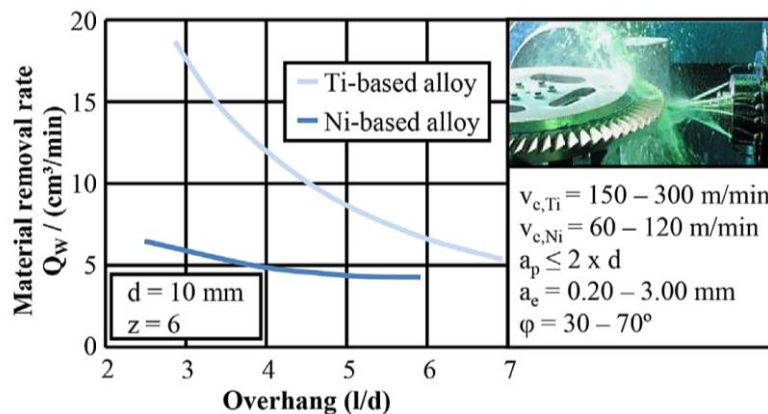 Material removal rate
Q_W / (cm³/min)
20
15
10
5
0
Ti-based alloy
Ni-based alloy
d = 10 mm
z = 6
2 3 4 5 6 7
Overhang (l/d)
v_c,Ti = 150 – 300 m/min
v_c,Ni = 60 – 120 m/min
a_p ≤ 2 x d
a_e = 0.20 – 3.00 mm
φ = 30 – 70º